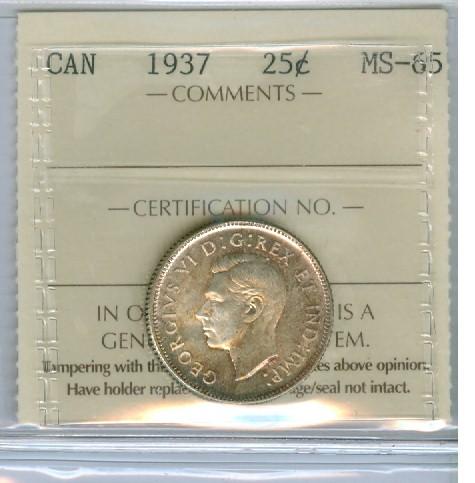 CAN 1937 25¢ MS-65
— COMMENTS —
— CERTIFICATION NO. —
GEORGIVS VI D:G:REX ET IND:IMP:
IN O IS A
GEN EM.
Tampering with th es above opinion.
Have holder replac ge/seal not intact.